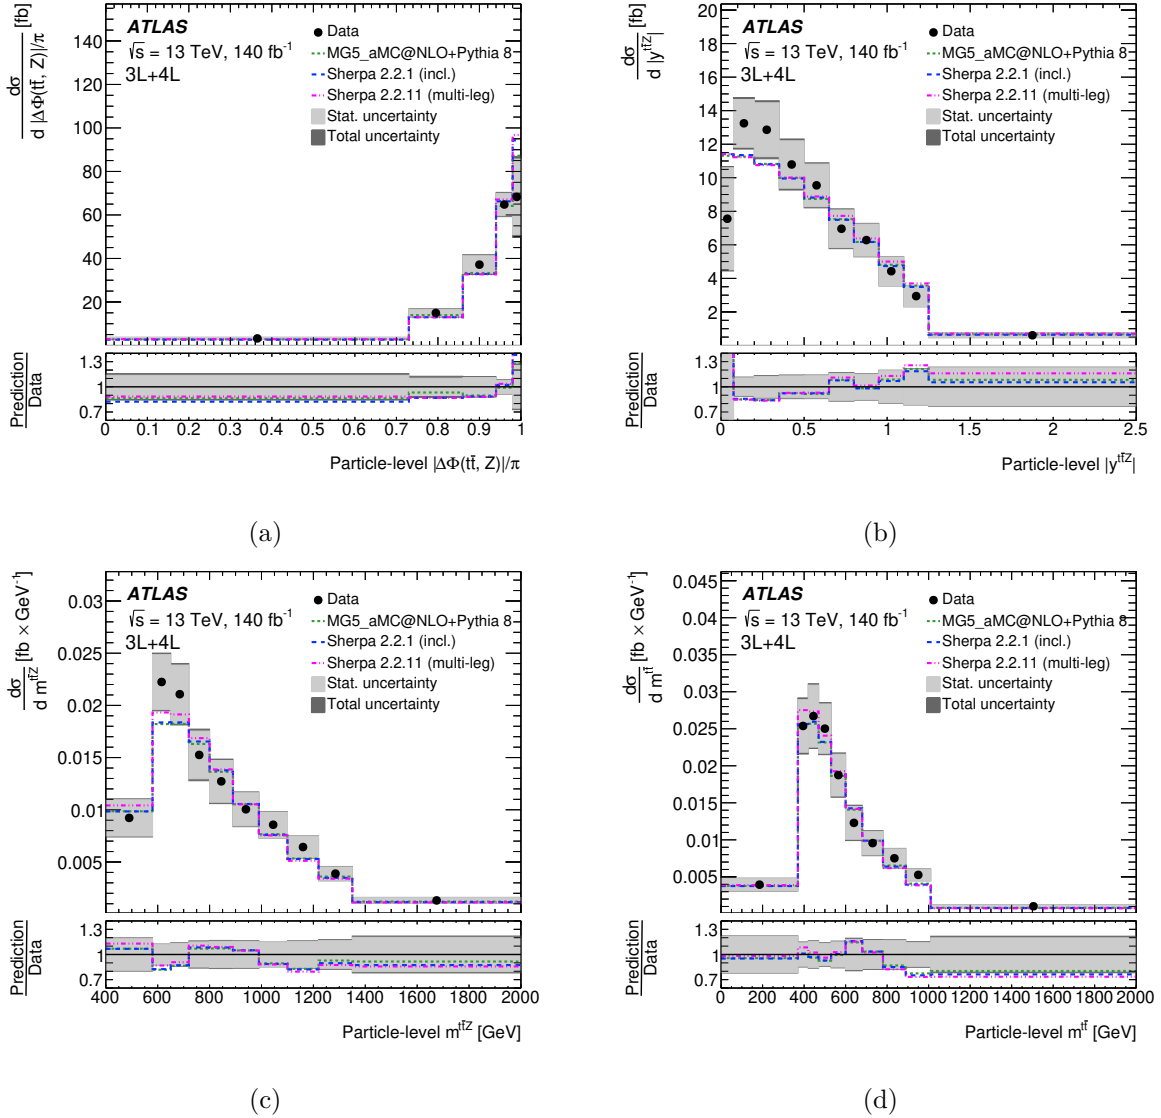 ATLAS
√s = 13 TeV, 140 fb⁻¹
3L+4L
Data
MG5_aMC@NLO+Pythia 8
Sherpa 2.2.1 (incl.)
Sherpa 2.2.11 (multi-leg)
Stat. uncertainty
Total uncertainty
dσ / d |ΔΦ(tt̄, Z)|/π [fb]
20 40 60 80 100 120 140
Prediction / Data
0.7 1 1.3
0 0.1 0.2 0.3 0.4 0.5 0.6 0.7 0.8 0.9 1
Particle-level |ΔΦ(tt̄, Z)|/π
(a)
ATLAS
√s = 13 TeV, 140 fb⁻¹
3L+4L
Data
MG5_aMC@NLO+Pythia 8
Sherpa 2.2.1 (incl.)
Sherpa 2.2.11 (multi-leg)
Stat. uncertainty
Total uncertainty
dσ / d |y^tt̄Z| [fb]
0 2 4 6 8 10 12 14 16 18 20
Prediction / Data
0.7 1 1.3
0 0.5 1 1.5 2 2.5
Particle-level |y^tt̄Z|
(b)
ATLAS
√s = 13 TeV, 140 fb⁻¹
3L+4L
Data
MG5_aMC@NLO+Pythia 8
Sherpa 2.2.1 (incl.)
Sherpa 2.2.11 (multi-leg)
Stat. uncertainty
Total uncertainty
dσ / d m^tt̄Z [fb × GeV⁻¹]
0.005 0.01 0.015 0.02 0.025 0.03
Prediction / Data
0.7 1 1.3
400 600 800 1000 1200 1400 1600 1800 2000
Particle-level m^tt̄Z [GeV]
(c)
ATLAS
√s = 13 TeV, 140 fb⁻¹
3L+4L
Data
MG5_aMC@NLO+Pythia 8
Sherpa 2.2.1 (incl.)
Sherpa 2.2.11 (multi-leg)
Stat. uncertainty
Total uncertainty
dσ / d m^tt̄ [fb × GeV⁻¹]
0.005 0.01 0.015 0.02 0.025 0.03 0.035 0.04 0.045
Prediction / Data
0.7 1 1.3
0 200 400 600 800 1000 1200 1400 1600 1800 2000
Particle-level m^tt̄ [GeV]
(d)